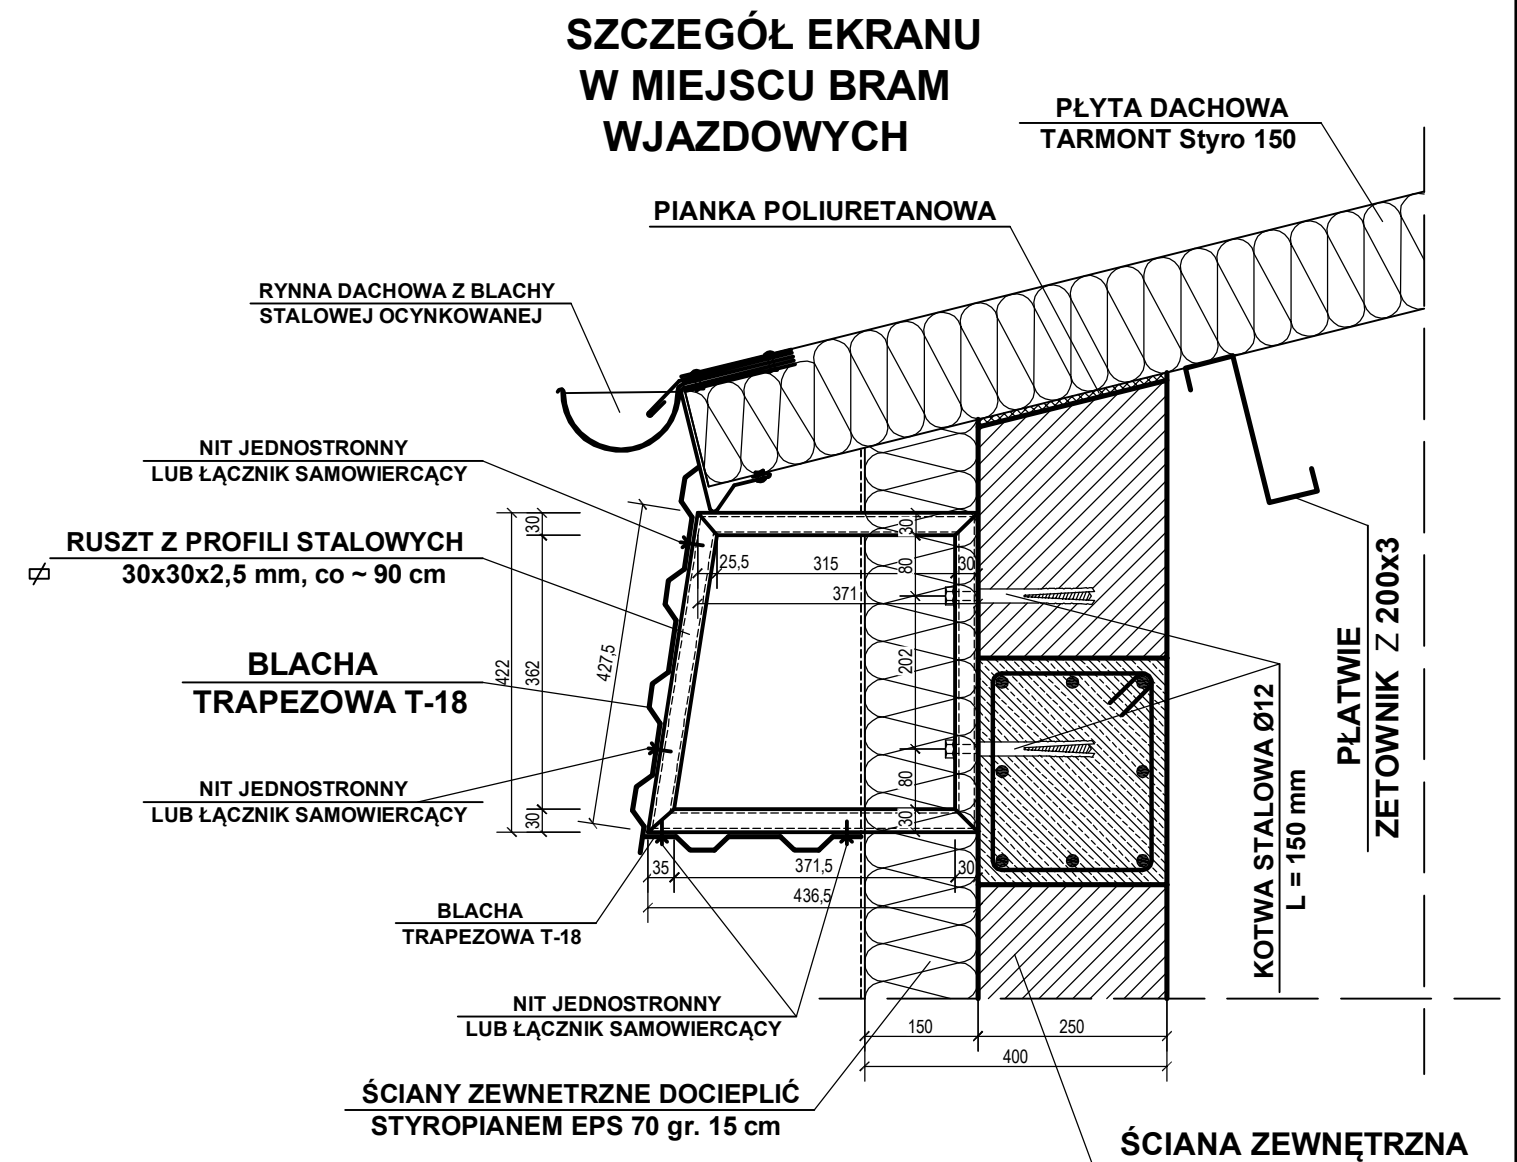 SZCZEGÓŁ EKRANU
W MIEJSCU BRAM
WJAZDOWYCH
PŁYTA DACHOWA
TARMONT Styro 150
PIANKA POLIURETANOWA
RYNNA DACHOWA Z BLACHY
STALOWEJ OCYNKOWANEJ
NIT JEDNOSTRONNY
LUB ŁĄCZNIK SAMOWIERCĄCY
RUSZT Z PROFILI STALOWYCH
30x30x2,5 mm, co ~ 90 cm
BLACHA
TRAPEZOWA T-18
NIT JEDNOSTRONNY
LUB ŁĄCZNIK SAMOWIERCĄCY
422
30
362
30
427,5
25,5
315
30
371
30
80
202
80
30
35
371,5
30
436,5
BLACHA
TRAPEZOWA T-18
NIT JEDNOSTRONNY
LUB ŁĄCZNIK SAMOWIERCĄCY
KOTWA STALOWA Ø12
L = 150 mm
PŁATWIE
ZETOWNIK Z 200x3
150
250
400
ŚCIANY ZEWNETRZNE DOCIEPLIĆ
STYROPIANEM EPS 70 gr. 15 cm
ŚCIANA ZEWNĘTRZNA